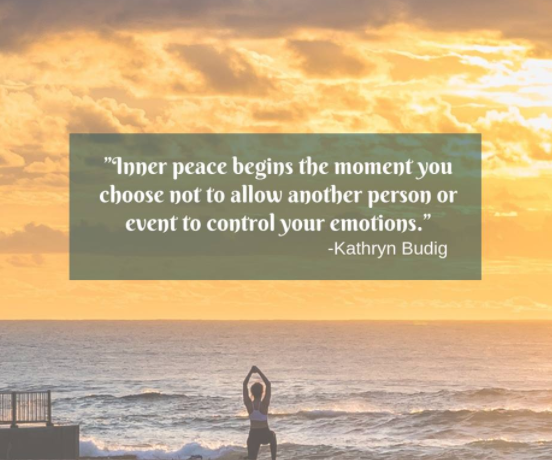 "Inner peace begins the moment you
choose not to allow another person or
event to control your emotions."
-Kathryn Budig